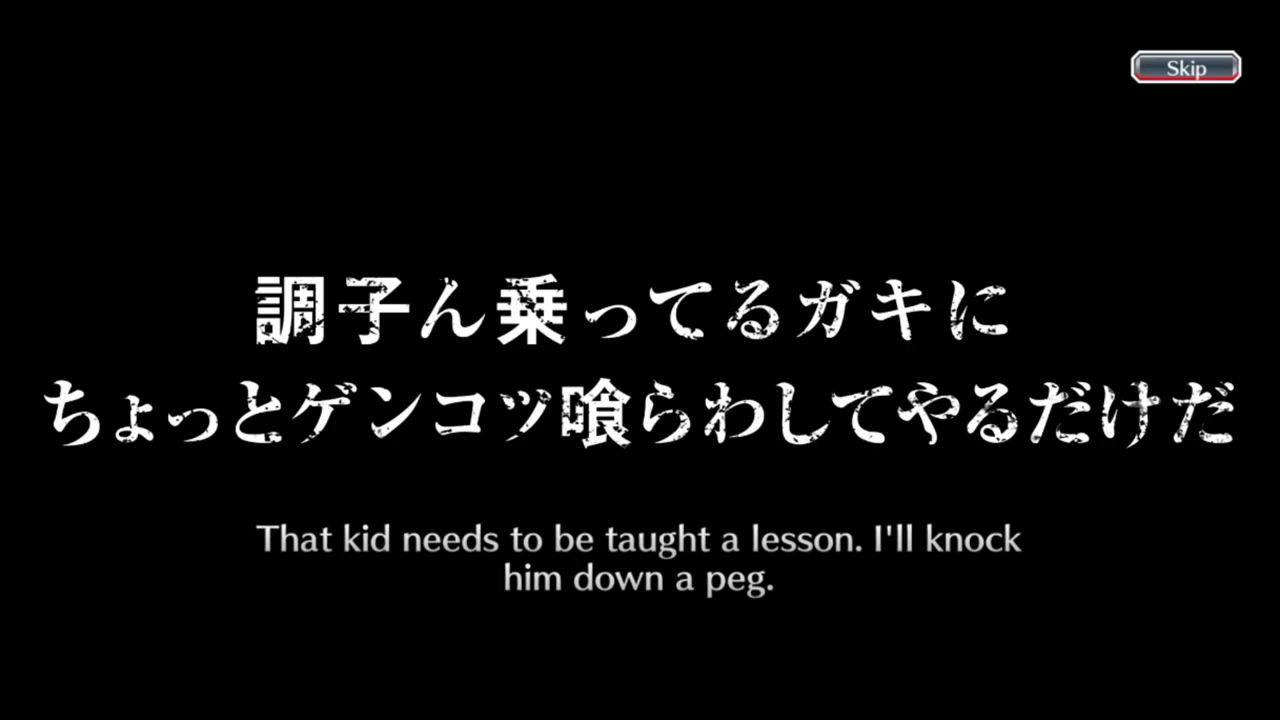 Skip
調子ん乗ってるガキに
ちょっとゲンコツ喰らわしてやるだけだ
That kid needs to be taught a lesson. I'll knock
him down a peg.